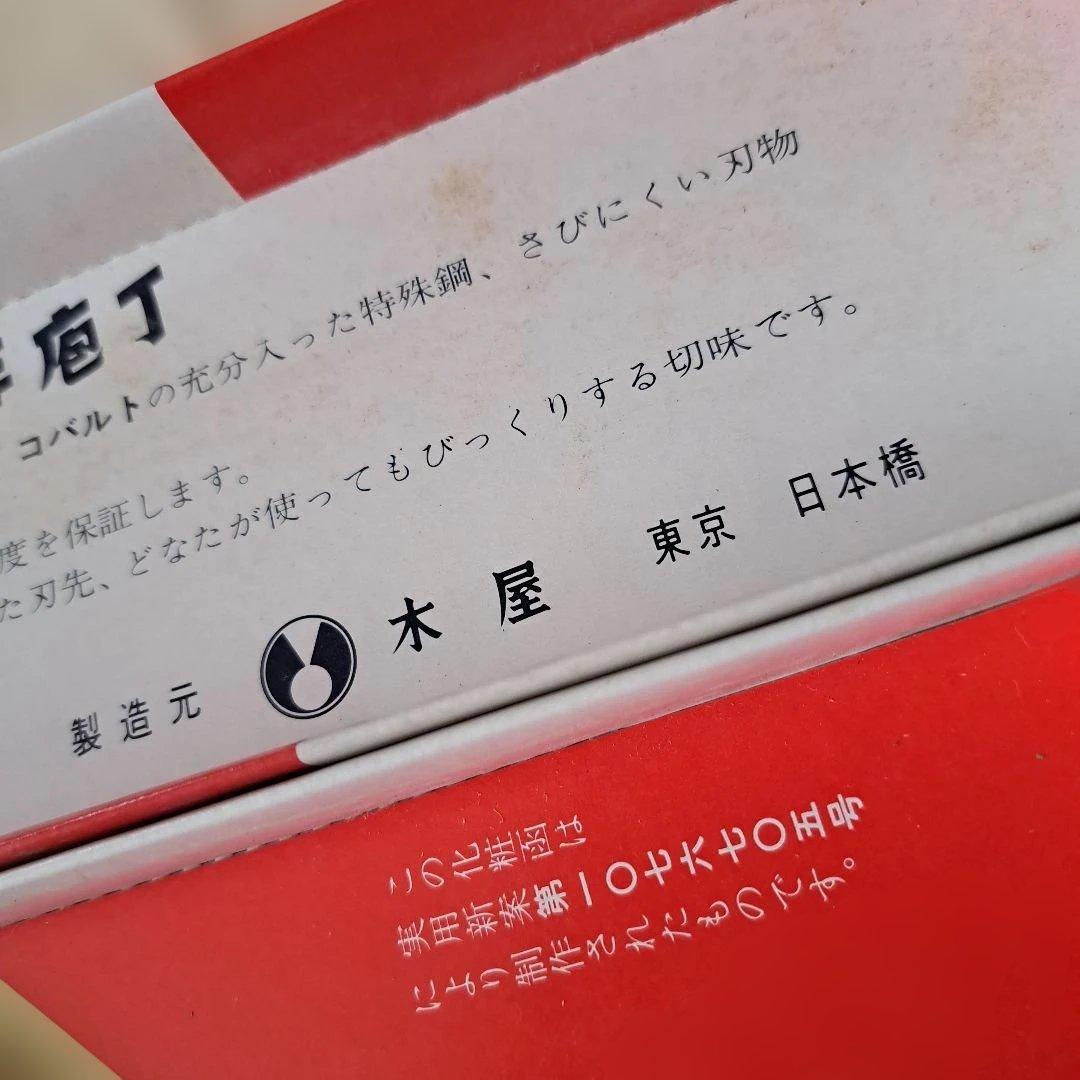 庖丁
コバルトの充分入った特殊鋼、さびにくい刃物
度を保証します。
た刃先、どなたが使ってもびっくりする切味です。
製造元 木屋 東京 日本橋
この化粧函は
実用新案第一〇七六七〇五号
により制作されたものです。